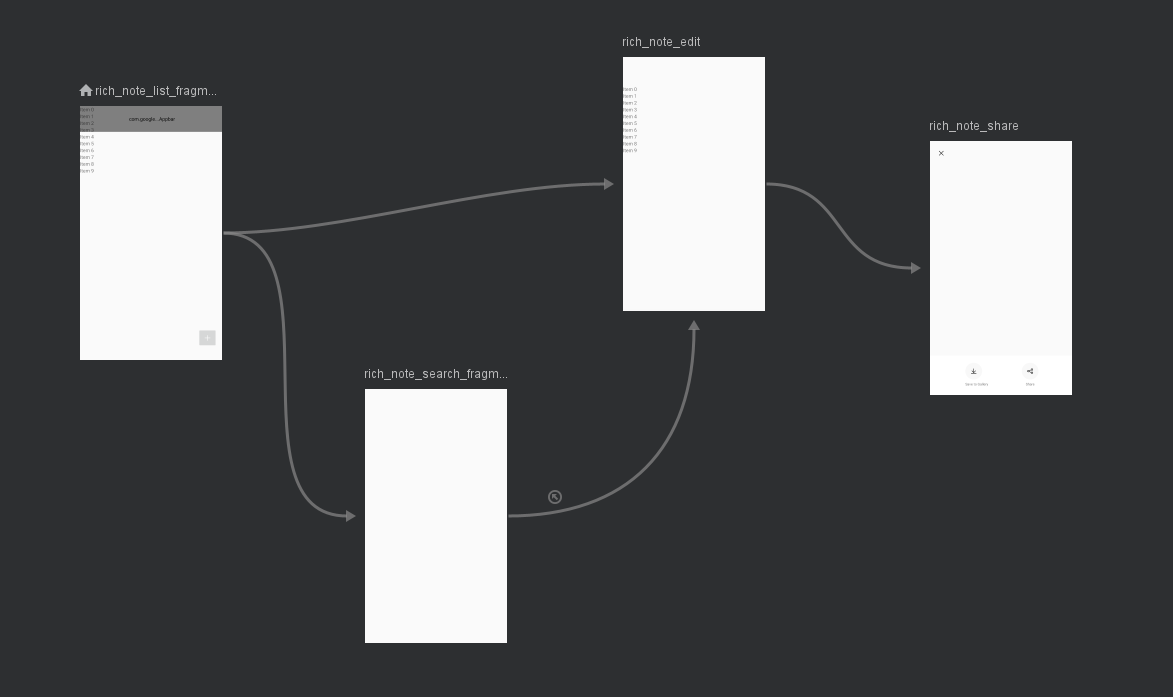 rich_note_list_fragm...
Item 0
Item 1
Item 2
Item 3
com.google...Appbar
Item 4
Item 5
Item 6
Item 7
Item 8
Item 9
rich_note_edit
Item 0
Item 1
Item 2
Item 3
Item 4
Item 5
Item 6
Item 7
Item 8
Item 9
rich_note_share
Save to Gallery
Share
rich_note_search_fragm...